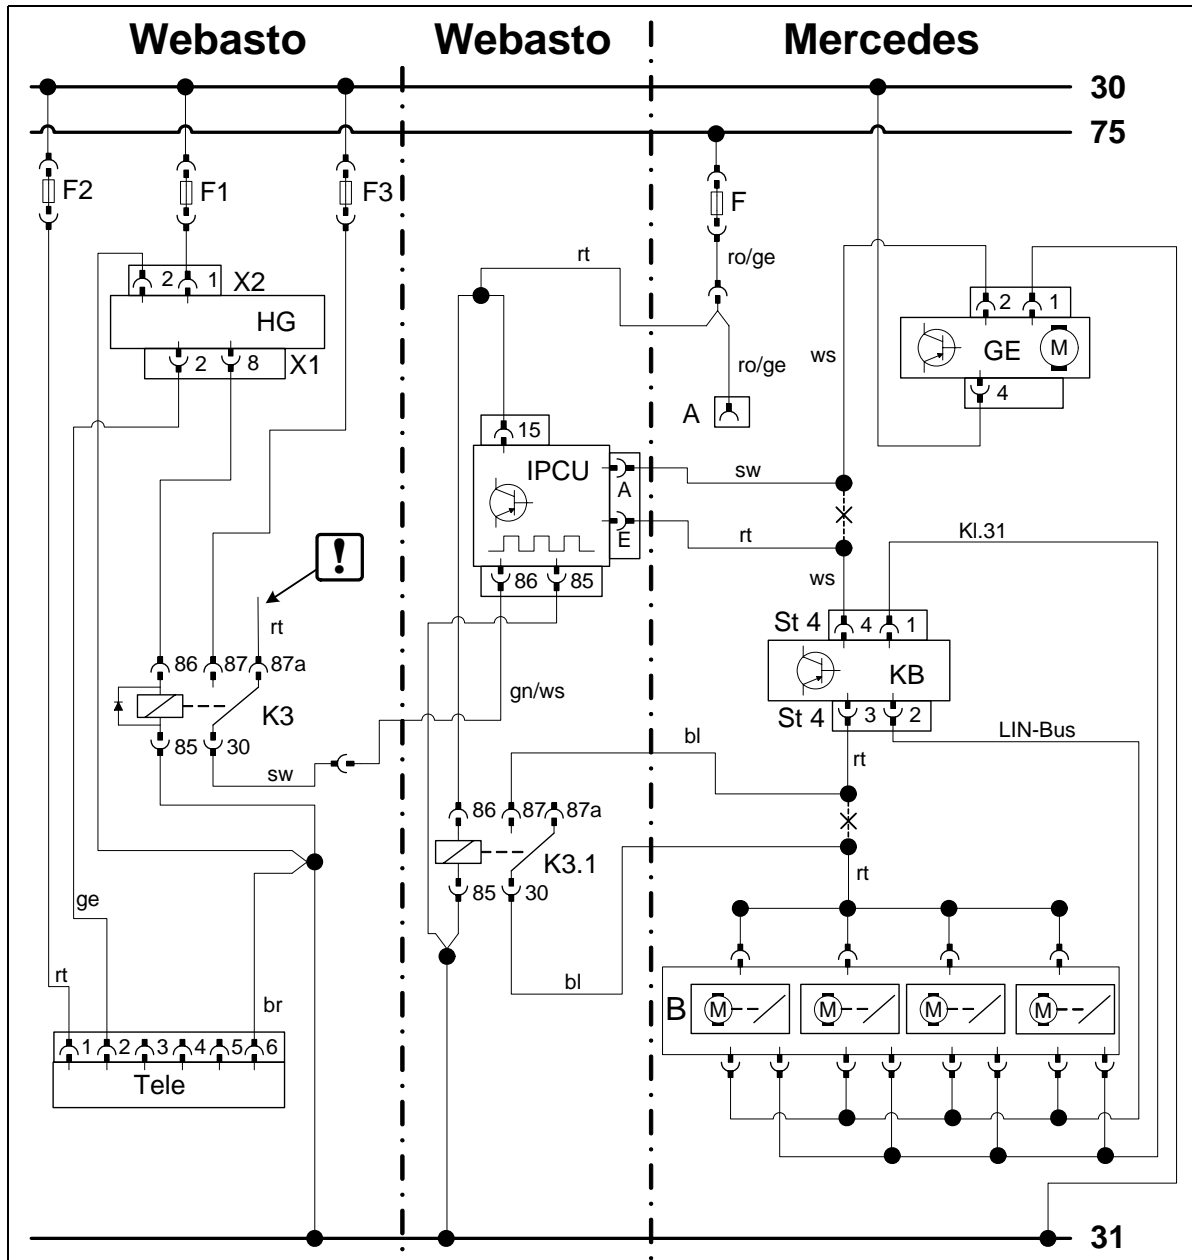 Webasto Webasto Mercedes
30
75
F2 F1 F3 F
rt ro/ge
2 1 X2 2 1
HG GE M
2 8 X1 ws
ro/ge
4
A
15
IPCU A sw
E rt Kl.31
!
86 85 ws
rt St 4 4 1
86 87 87a KB
gn/ws
K3 St 4 3 2
85 30 bl LIN-Bus
sw rt
86 87 87a
K3.1 rt
85 30
ge
rt br bl
B M M M M
1 2 3 4 5 6
Tele
31